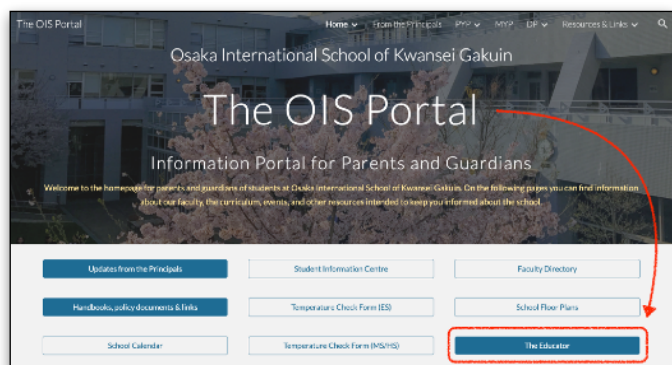 The OIS Portal
Home From the Principals PYP MYP DP Resources & Links
Osaka International School of Kwansei Gakuin
The OIS Portal
Information Portal for Parents and Guardians
Welcome to the homepage for parents and guardians of students at Osaka International School of Kwansei Gakuin. On the following pages you can find information
about our faculty, the curriculum, events, and other resources intended to keep you informed about the school.
Updates from the Principals Student Information Centre Faculty Directory
Handbooks, policy documents & links Temperature Check Form (ES) School Floor Plans
School Calendar Temperature Check Form (MS/HS) The Educator